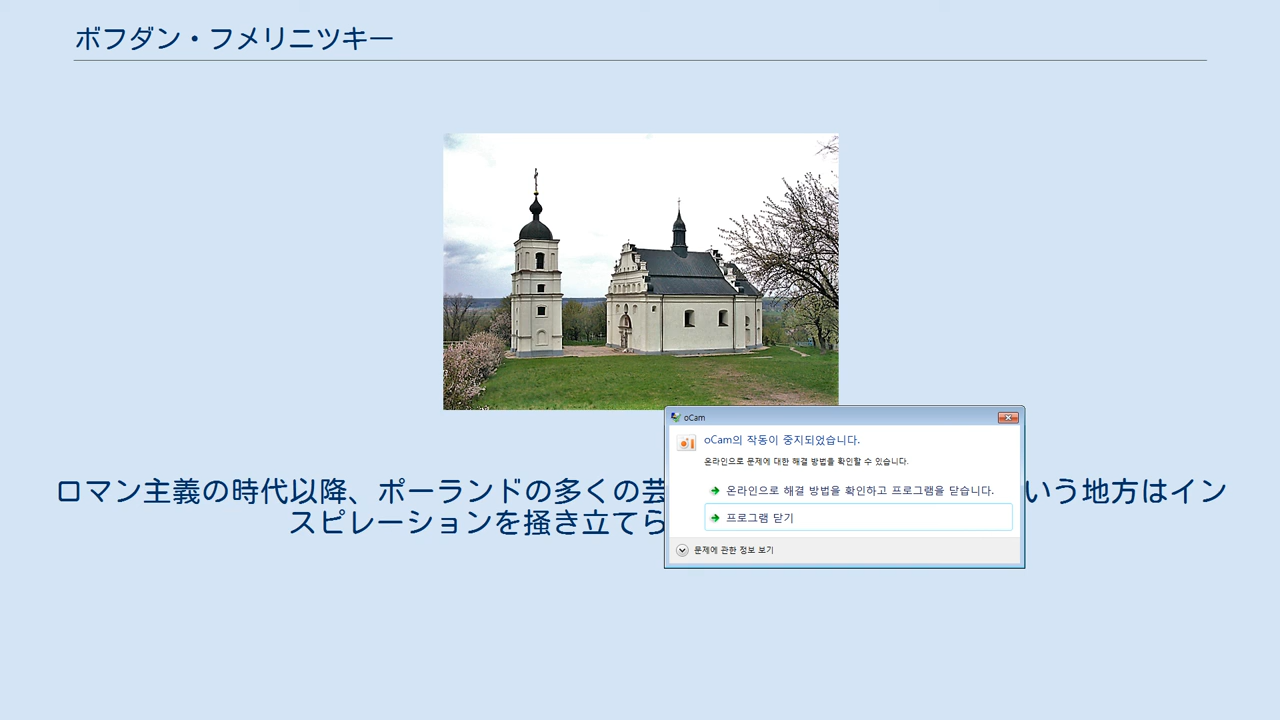 ボフダン・フメリニツキー
oCam
oCam의 작동이 중지되었습니다.
온라인으로 문제에 대한 해결 방법을 확인할 수 있습니다.
온라인으로 해결 방법을 확인하고 프로그램을 닫습니다.
프로그램 닫기
문제에 관한 정보 보기
ロマン主義の時代以降、ポーランドの多くの芸 いう地方はイン
スピレーションを掻き立てら